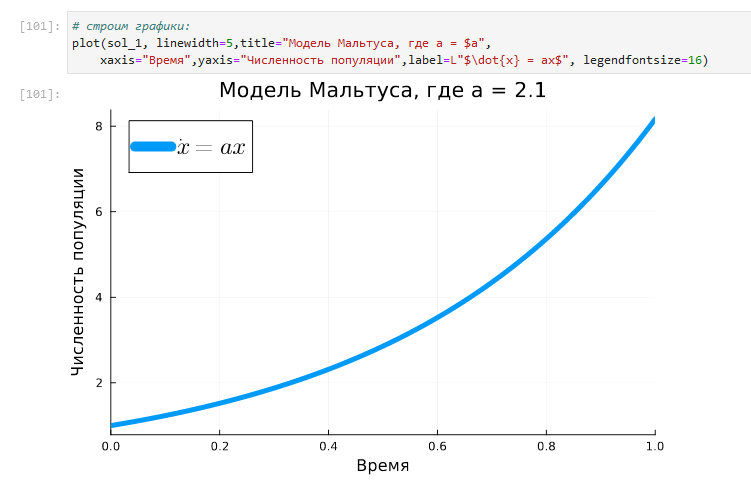 [101]: # строим графики:
plot(sol_1, linewidth=5,title="Модель Мальтуса, где a = $a",
xaxis="Время",yaxis="Численность популяции",label=L"$\dot{x} = ax$", legendfontsize=16)
[101]:
Модель Мальтуса, где a = 2.1
ẋ = ax
Численность популяции
8
6
4
2
0.0 0.2 0.4 0.6 0.8 1.0
Время